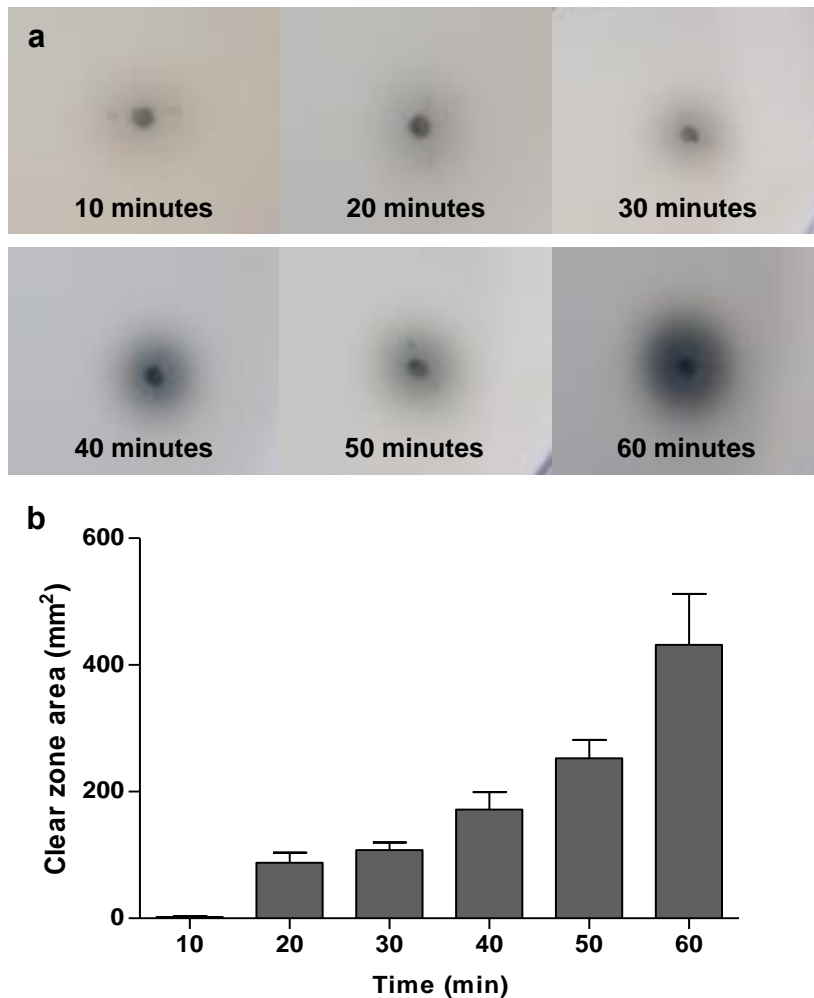 a
10 minutes
20 minutes
30 minutes
40 minutes
50 minutes
60 minutes
b
600
400
200
0
Clear zone area (mm²)
10 20 30 40 50 60
Time (min)